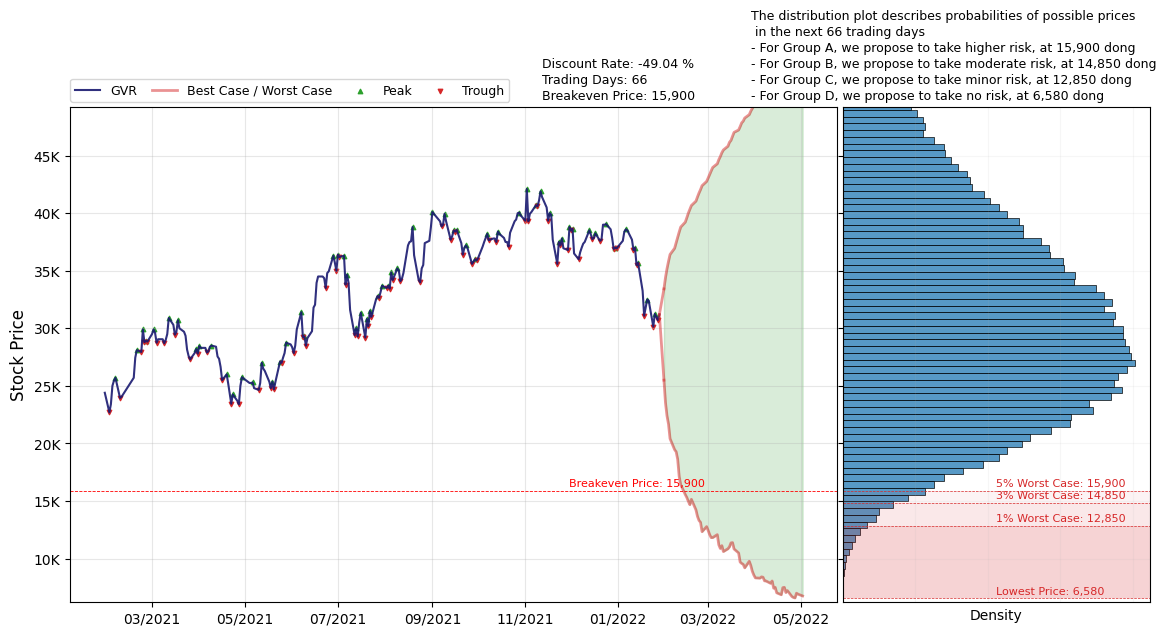 The distribution plot describes probabilities of possible prices
in the next 66 trading days
- For Group A, we propose to take higher risk, at 15,900 dong
- For Group B, we propose to take moderate risk, at 14,850 dong
- For Group C, we propose to take minor risk, at 12,850 dong
- For Group D, we propose to take no risk, at 6,580 dong
Discount Rate: -49.04 %
Trading Days: 66
Breakeven Price: 15,900
GVR
Best Case / Worst Case
Peak
Trough
Stock Price
45K
40K
35K
30K
25K
20K
15K
10K
Breakeven Price: 15,900
5% Worst Case: 15,900
3% Worst Case: 14,850
1% Worst Case: 12,850
Lowest Price: 6,580
03/2021
05/2021
07/2021
09/2021
11/2021
01/2022
03/2022
05/2022
Density